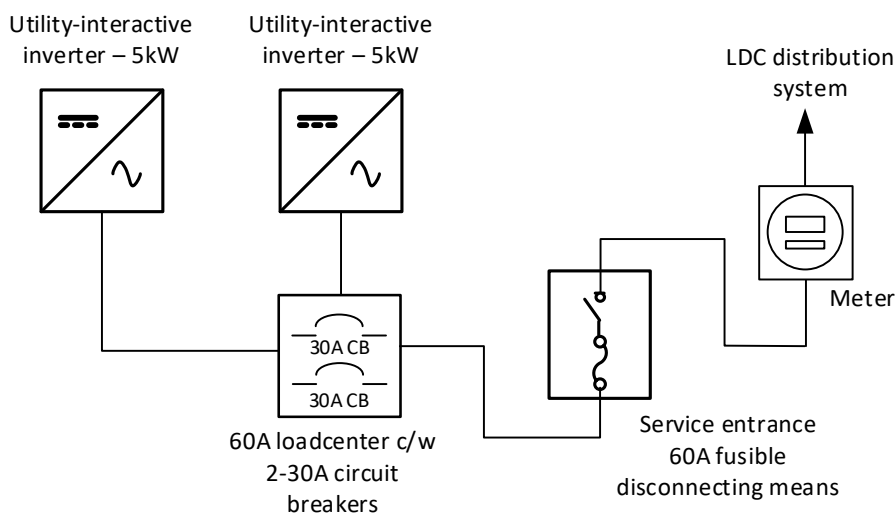 Utility-interactive
inverter – 5kW
Utility-interactive
inverter – 5kW
LDC distribution
system
Meter
30A CB
30A CB
60A loadcenter c/w
2-30A circuit
breakers
Service entrance
60A fusible
disconnecting means